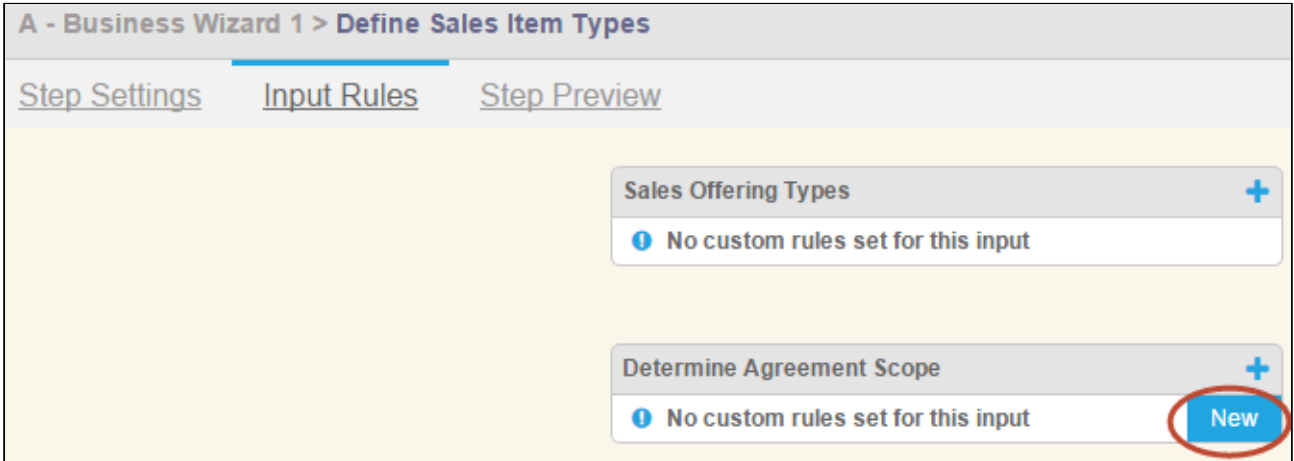 A - Business Wizard 1 > Define Sales Item Types
Step Settings Input Rules Step Preview
Sales Offering Types
No custom rules set for this input
Determine Agreement Scope
No custom rules set for this input New